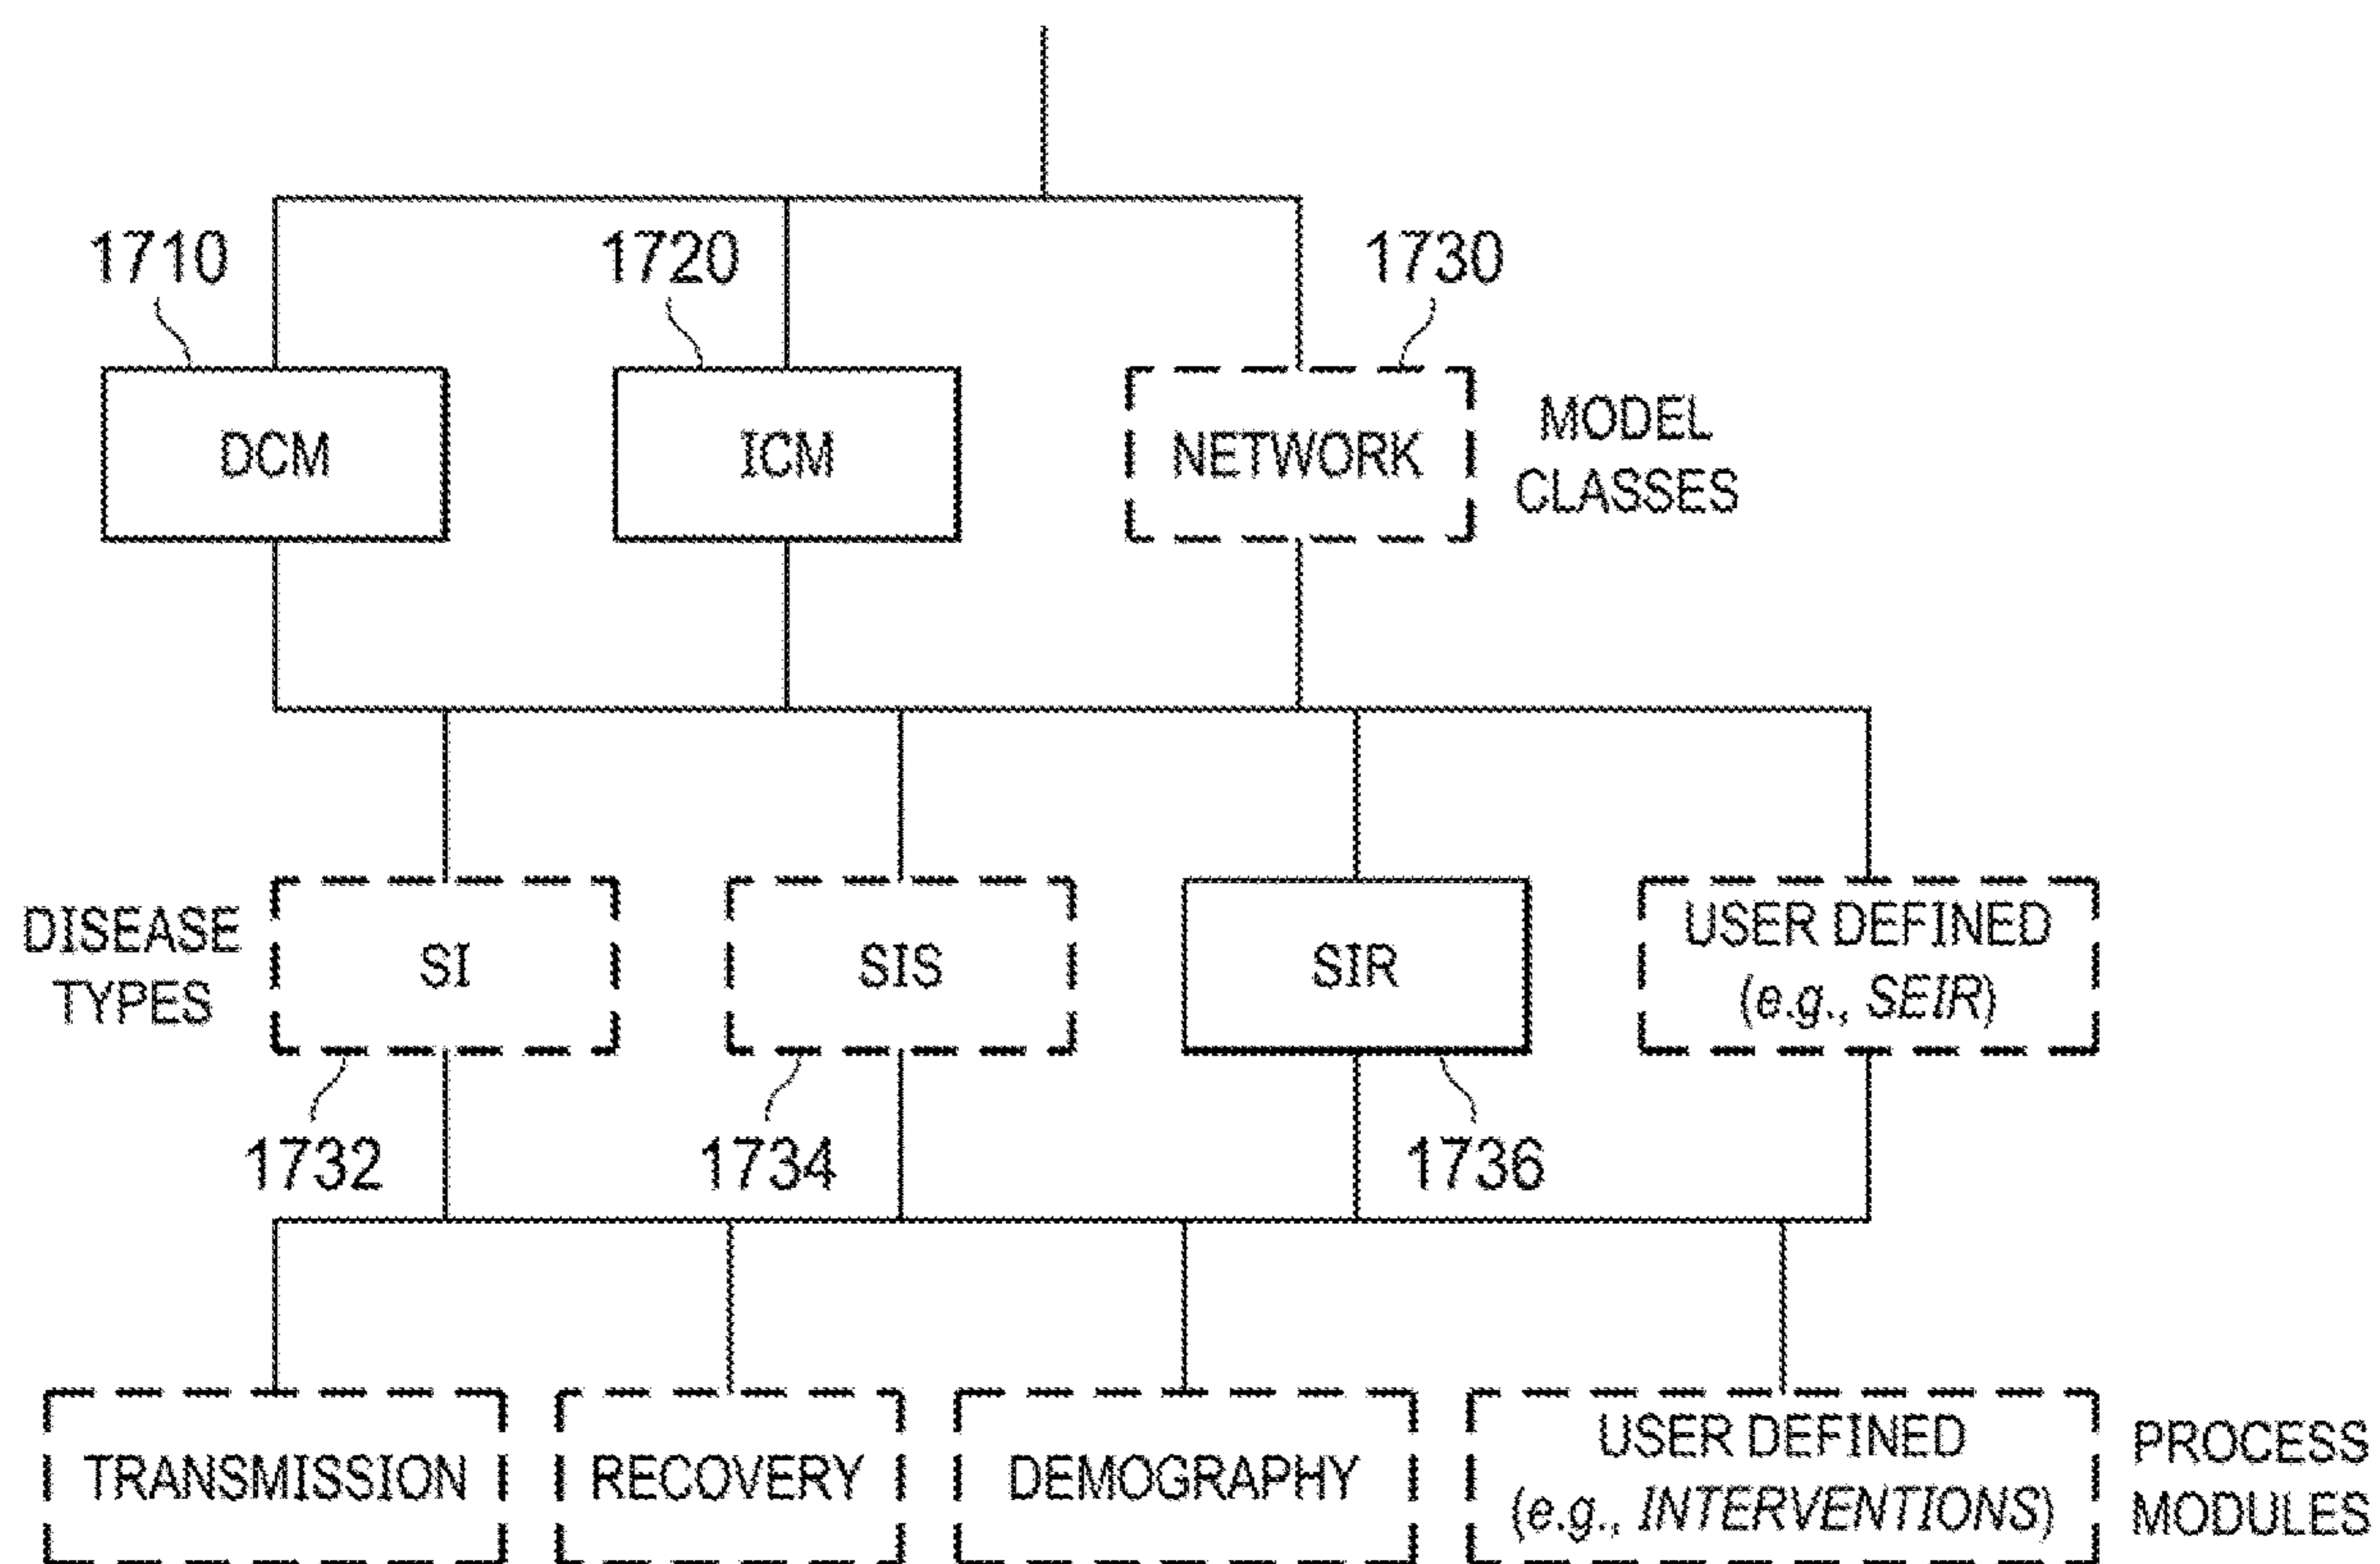 1710
1720
1730
DCM
ICM
NETWORK
MODEL
CLASSES
DISEASE
TYPES
SI
SIS
SIR
USER DEFINED
(e.g., SEIR)
1732
1734
1736
TRANSMISSION
RECOVERY
DEMOGRAPHY
USER DEFINED
(e.g., INTERVENTIONS)
PROCESS
MODULES